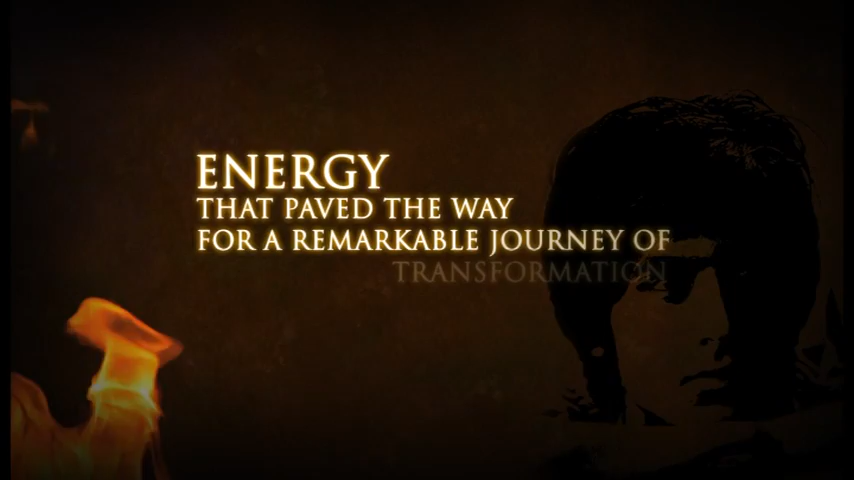 ENERGY
THAT PAVED THE WAY
FOR A REMARKABLE JOURNEY OF
TRANSFORMATION